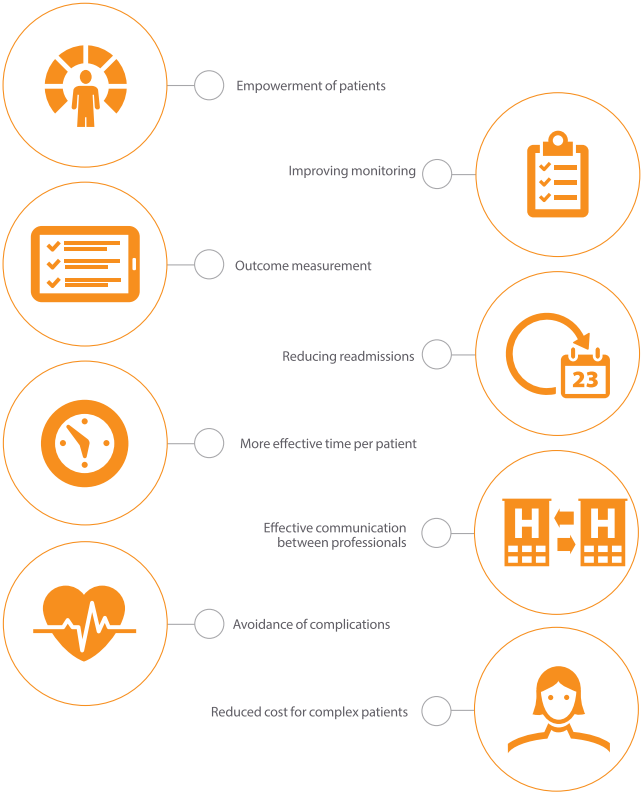 Empowerment of patients
Improving monitoring
Outcome measurement
Reducing readmissions
23
More effective time per patient
Effective communication
between professionals
H H
Avoidance of complications
Reduced cost for complex patients